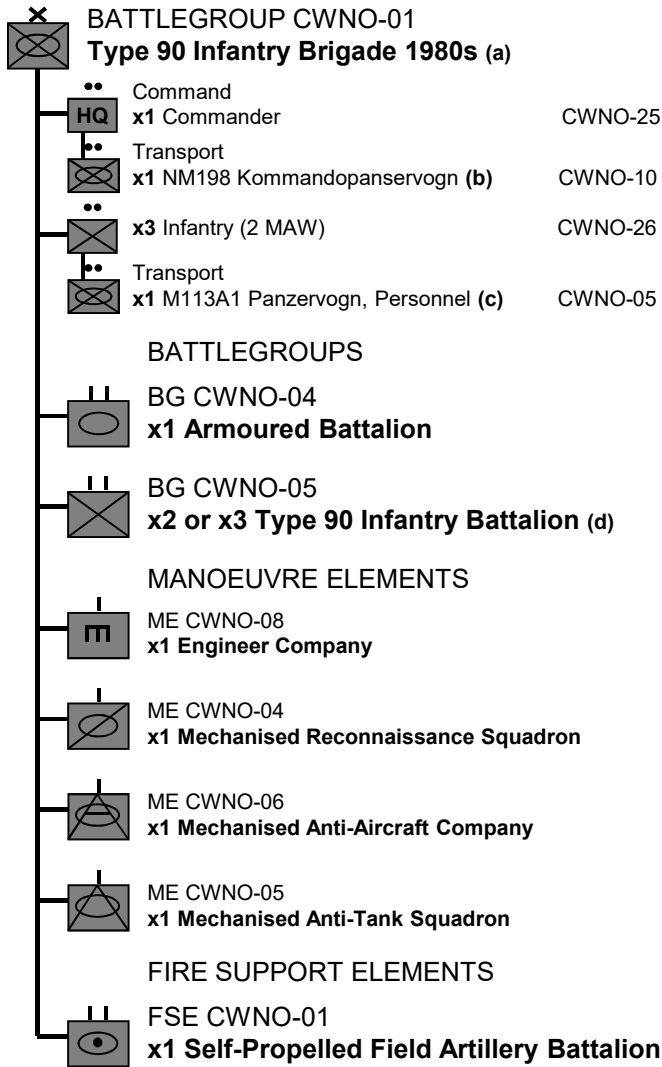 BATTLEGROUP CWNO-01
Type 90 Infantry Brigade 1980s (a)
Command
HQ x1 Commander CWNO-25
Transport
x1 NM198 Kommandopanservogn (b) CWNO-10
x3 Infantry (2 MAW) CWNO-26
Transport
x1 M113A1 Panzervogn, Personnel (c) CWNO-05
BATTLEGROUPS
BG CWNO-04
x1 Armoured Battalion
BG CWNO-05
x2 or x3 Type 90 Infantry Battalion (d)
MANOEUVRE ELEMENTS
ME CWNO-08
x1 Engineer Company
ME CWNO-04
x1 Mechanised Reconnaissance Squadron
ME CWNO-06
x1 Mechanised Anti-Aircraft Company
ME CWNO-05
x1 Mechanised Anti-Tank Squadron
FIRE SUPPORT ELEMENTS
FSE CWNO-01
x1 Self-Propelled Field Artillery Battalion